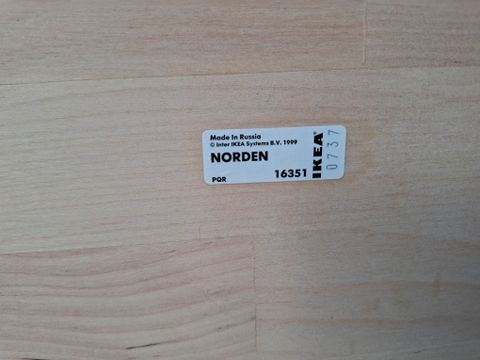 Made In Russia
© Inter IKEA Systems B.V. 1999
NORDEN
PQR 16351
IKEA
0737